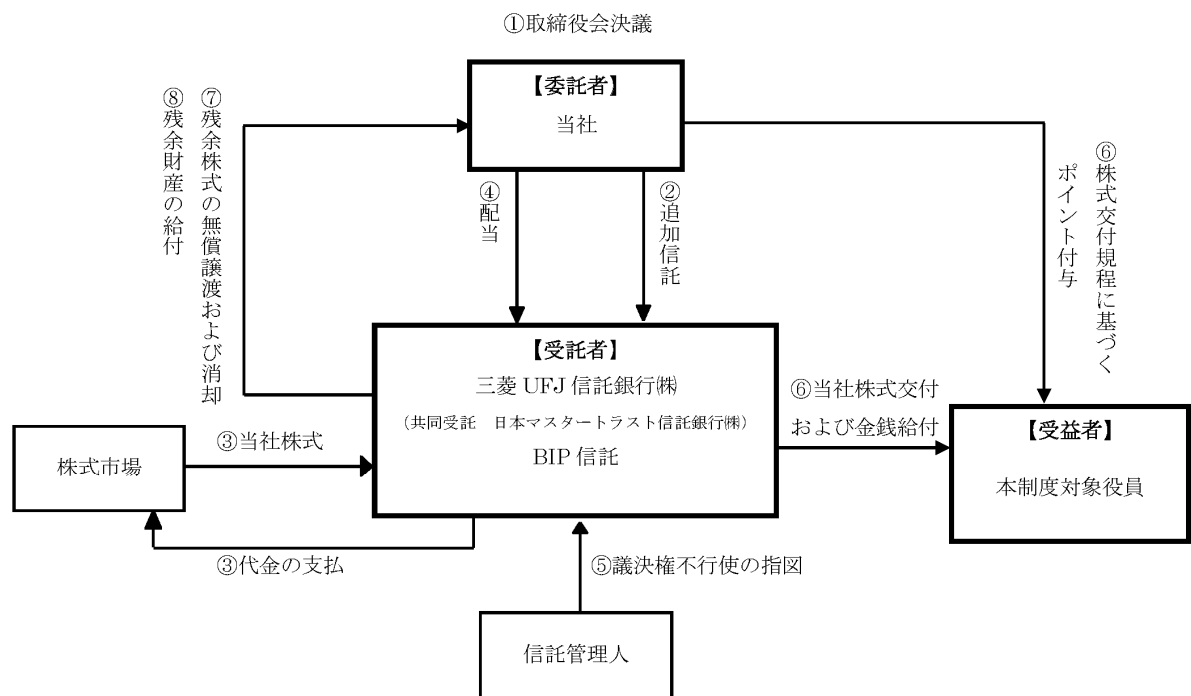 ①取締役会決議
【委託者】
当社
⑧残余財産の給付
⑦残余株式の無償譲渡および消却
④配当
②追加信託
⑥株式交付規程に基づく
ポイント付与
【受託者】
三菱 UFJ 信託銀行㈱
（共同受託　日本マスタートラスト信託銀行㈱）
BIP 信託
⑥当社株式交付
および金銭給付
【受益者】
本制度対象役員
株式市場
③当社株式
③代金の支払
⑤議決権不行使の指図
信託管理人